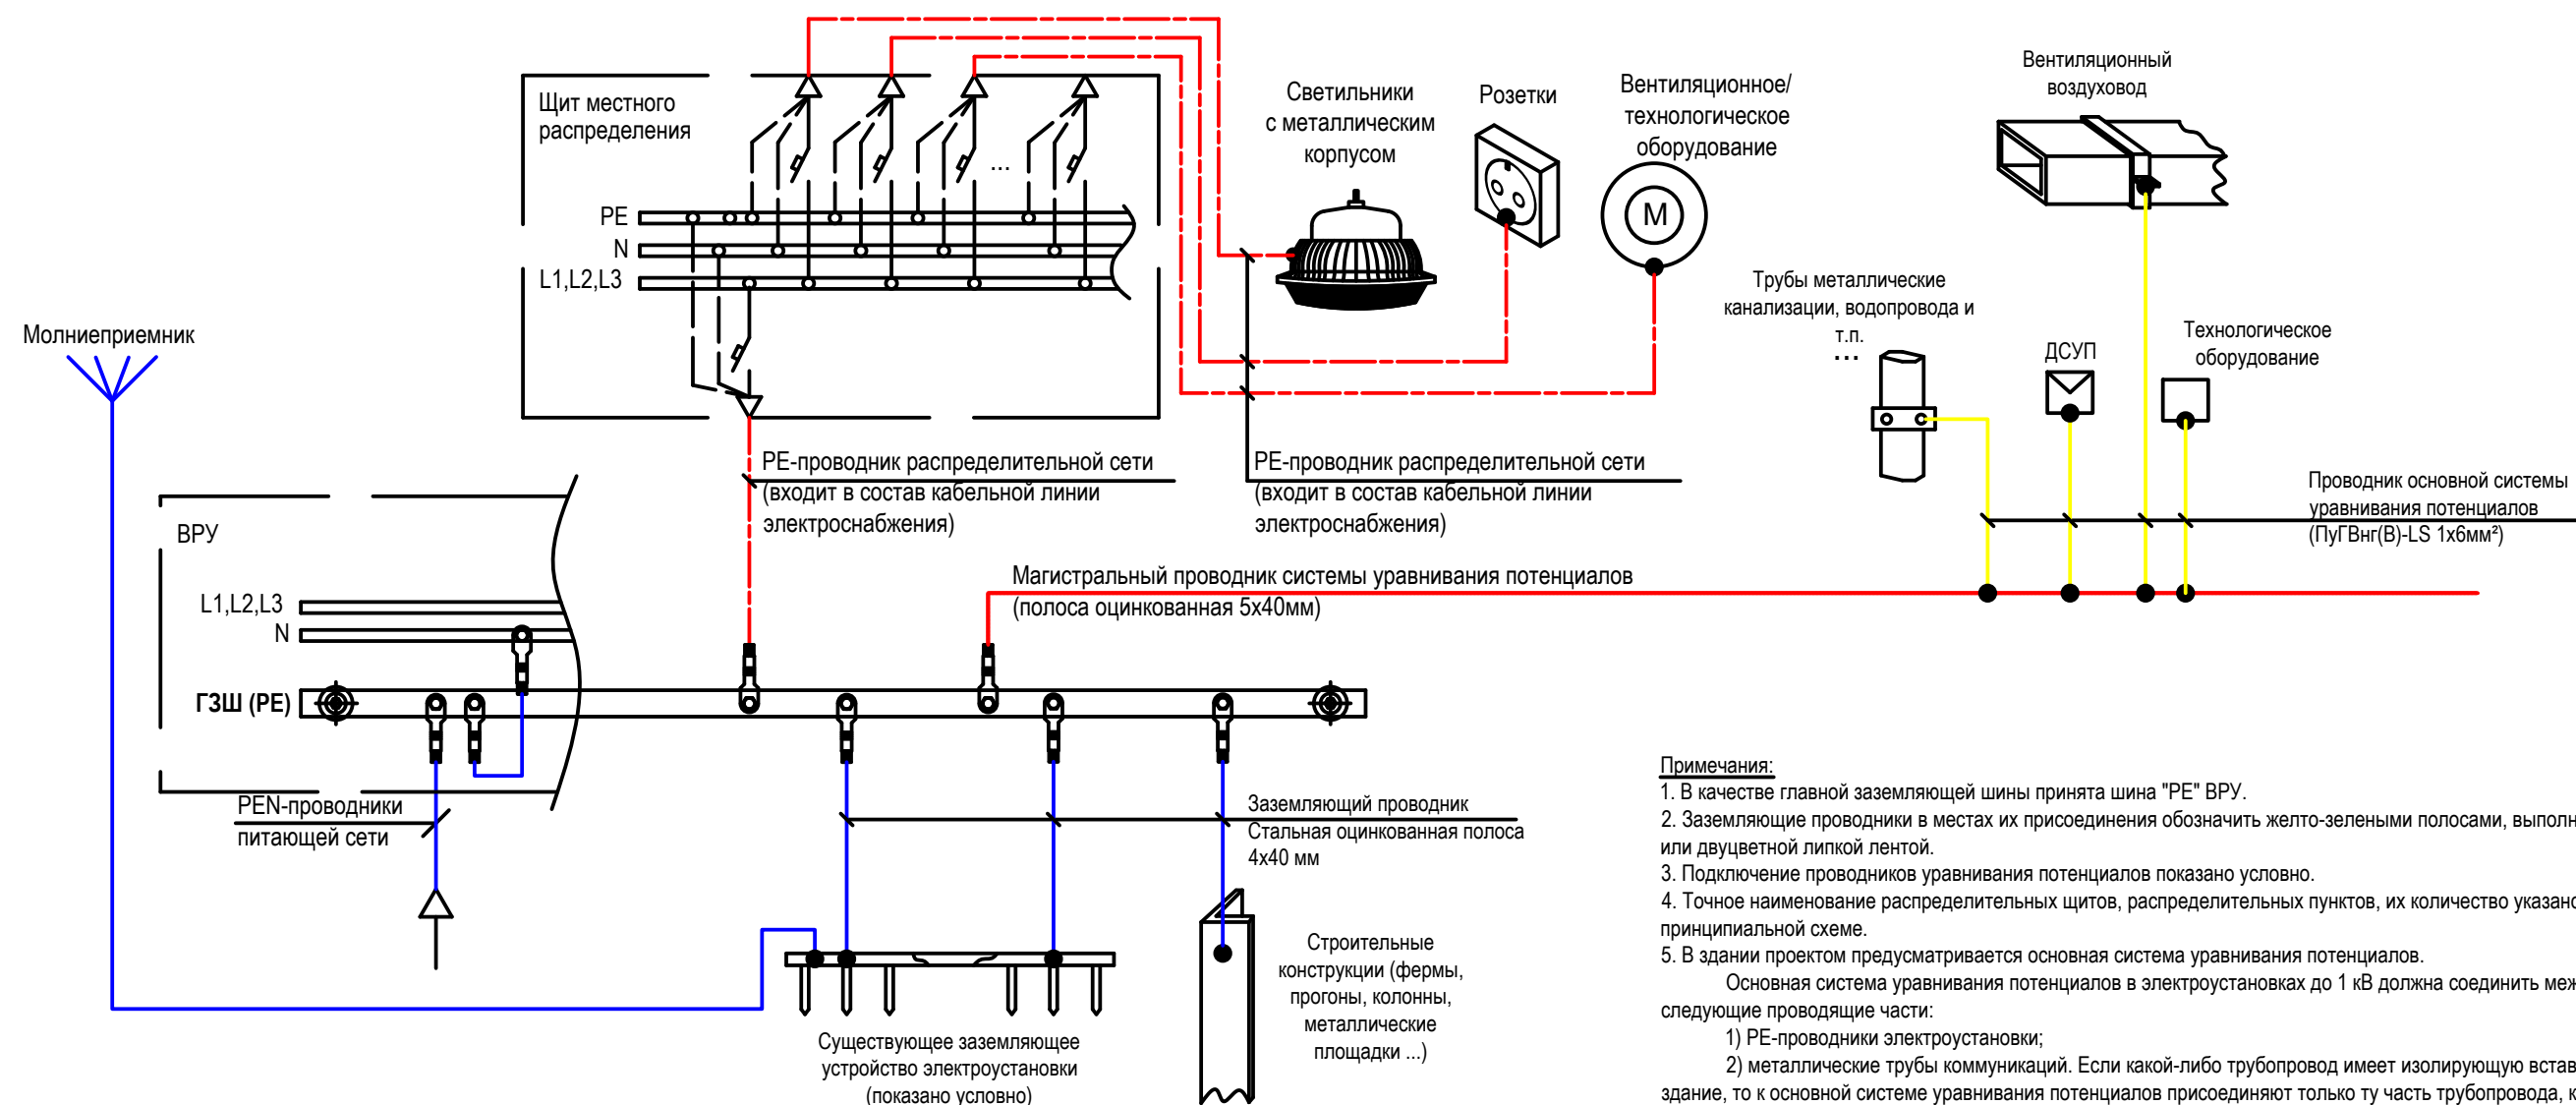 Щит местного
распределения
PE
N
L1,L2,L3
Светильники
с металлическим
корпусом
Розетки
Вентиляционное/
технологическое
оборудование
M
Вентиляционный
воздуховод
Трубы металлические
канализации, водопровода и
т.п.
...
...
ДСУП
Технологическое
оборудование
Молниеприемник
PE-проводник распределительной сети
(входит в состав кабельной линии
электроснабжения)
PE-проводник распределительной сети
(входит в состав кабельной линии
электроснабжения)
Проводник основной системы
уравнивания потенциалов
(ПуГВнг(В)-LS 1х6мм²)
ВРУ
L1,L2,L3
N
ГЗШ (PE)
Магистральный проводник системы уравнивания потенциалов
(полоса оцинкованная 5х40мм)
PEN-проводники
питающей сети
Заземляющий проводник
Стальная оцинкованная полоса
4х40 мм
Существующее заземляющее
устройство электроустановки
(показано условно)
Строительные
конструкции (фермы,
прогоны, колонны,
металлические
площадки ...)
Примечания:
1. В качестве главной заземляющей шины принята шина "PE" ВРУ.
2. Заземляющие проводники в местах их присоединения обозначить желто-зелеными полосами, выполн
или двуцветной липкой лентой.
3. Подключение проводников уравнивания потенциалов показано условно.
4. Точное наименование распределительных щитов, распределительных пунктов, их количество указано
принципиальной схеме.
5. В здании проектом предусматривается основная система уравнивания потенциалов.
Основная система уравнивания потенциалов в электроустановках до 1 кВ должна соединить меж
следующие проводящие части:
1) PE-проводники электроустановки;
2) металлические трубы коммуникаций. Если какой-либо трубопровод имеет изолирующую встав
здание, то к основной системе уравнивания потенциалов присоединяют только ту часть трубопровода, к